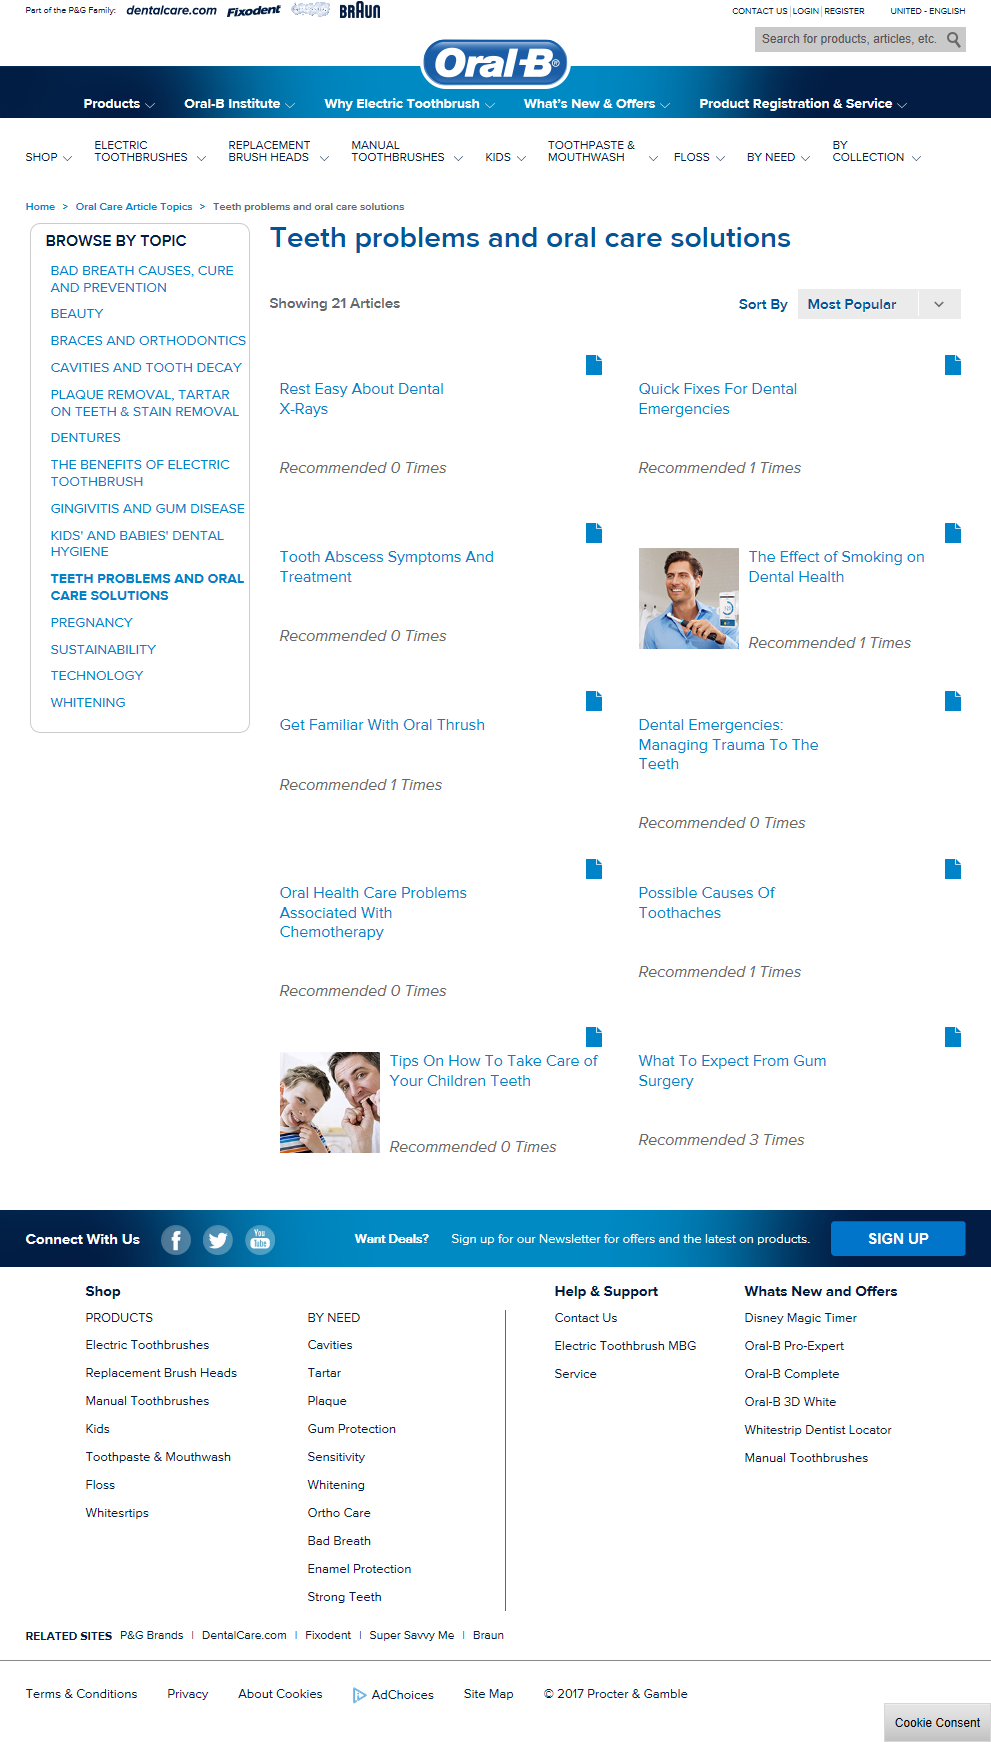 Part of the P&G Family:
dentalcare.com
Fixodent
BRAUN
CONTACT US
LOGIN
REGISTER
UNITED - ENGLISH
Search for products, articles, etc.
Oral-B®
Products
Oral-B Institute
Why Electric Toothbrush
What's New & Offers
Product Registration & Service
SHOP
ELECTRIC
TOOTHBRUSHES
REPLACEMENT
BRUSH HEADS
MANUAL
TOOTHBRUSHES
KIDS
TOOTHPASTE &
MOUTHWASH
FLOSS
BY NEED
BY
COLLECTION
Home > Oral Care Article Topics > Teeth problems and oral care solutions
BROWSE BY TOPIC
BAD BREATH CAUSES, CURE
AND PREVENTION
BEAUTY
BRACES AND ORTHODONTICS
CAVITIES AND TOOTH DECAY
PLAQUE REMOVAL, TARTAR
ON TEETH & STAIN REMOVAL
DENTURES
THE BENEFITS OF ELECTRIC
TOOTHBRUSH
GINGIVITIS AND GUM DISEASE
KIDS' AND BABIES' DENTAL
HYGIENE
TEETH PROBLEMS AND ORAL
CARE SOLUTIONS
PREGNANCY
SUSTAINABILITY
TECHNOLOGY
WHITENING
Teeth problems and oral care solutions
Showing 21 Articles
Sort By
Most Popular
Rest Easy About Dental
X-Rays
Recommended 0 Times
Quick Fixes For Dental
Emergencies
Recommended 1 Times
Tooth Abscess Symptoms And
Treatment
Recommended 0 Times
The Effect of Smoking on
Dental Health
Recommended 1 Times
Get Familiar With Oral Thrush
Recommended 1 Times
Dental Emergencies:
Managing Trauma To The
Teeth
Recommended 0 Times
Oral Health Care Problems
Associated With
Chemotherapy
Recommended 0 Times
Possible Causes Of
Toothaches
Recommended 1 Times
Tips On How To Take Care of
Your Children Teeth
Recommended 0 Times
What To Expect From Gum
Surgery
Recommended 3 Times
Connect With Us
You
Tube
Want Deals?
Sign up for our Newsletter for offers and the latest on products.
SIGN UP
Shop
PRODUCTS
Electric Toothbrushes
Replacement Brush Heads
Manual Toothbrushes
Kids
Toothpaste & Mouthwash
Floss
Whitesrtips
BY NEED
Cavities
Tartar
Plaque
Gum Protection
Sensitivity
Whitening
Ortho Care
Bad Breath
Enamel Protection
Strong Teeth
Help & Support
Contact Us
Electric Toothbrush MBG
Service
Whats New and Offers
Disney Magic Timer
Oral-B Pro-Expert
Oral-B Complete
Oral-B 3D White
Whitestrip Dentist Locator
Manual Toothbrushes
RELATED SITES P&G Brands | DentalCare.com | Fixodent | Super Savvy Me | Braun
Terms & Conditions
Privacy
About Cookies
AdChoices
Site Map
© 2017 Procter & Gamble
Cookie Consent